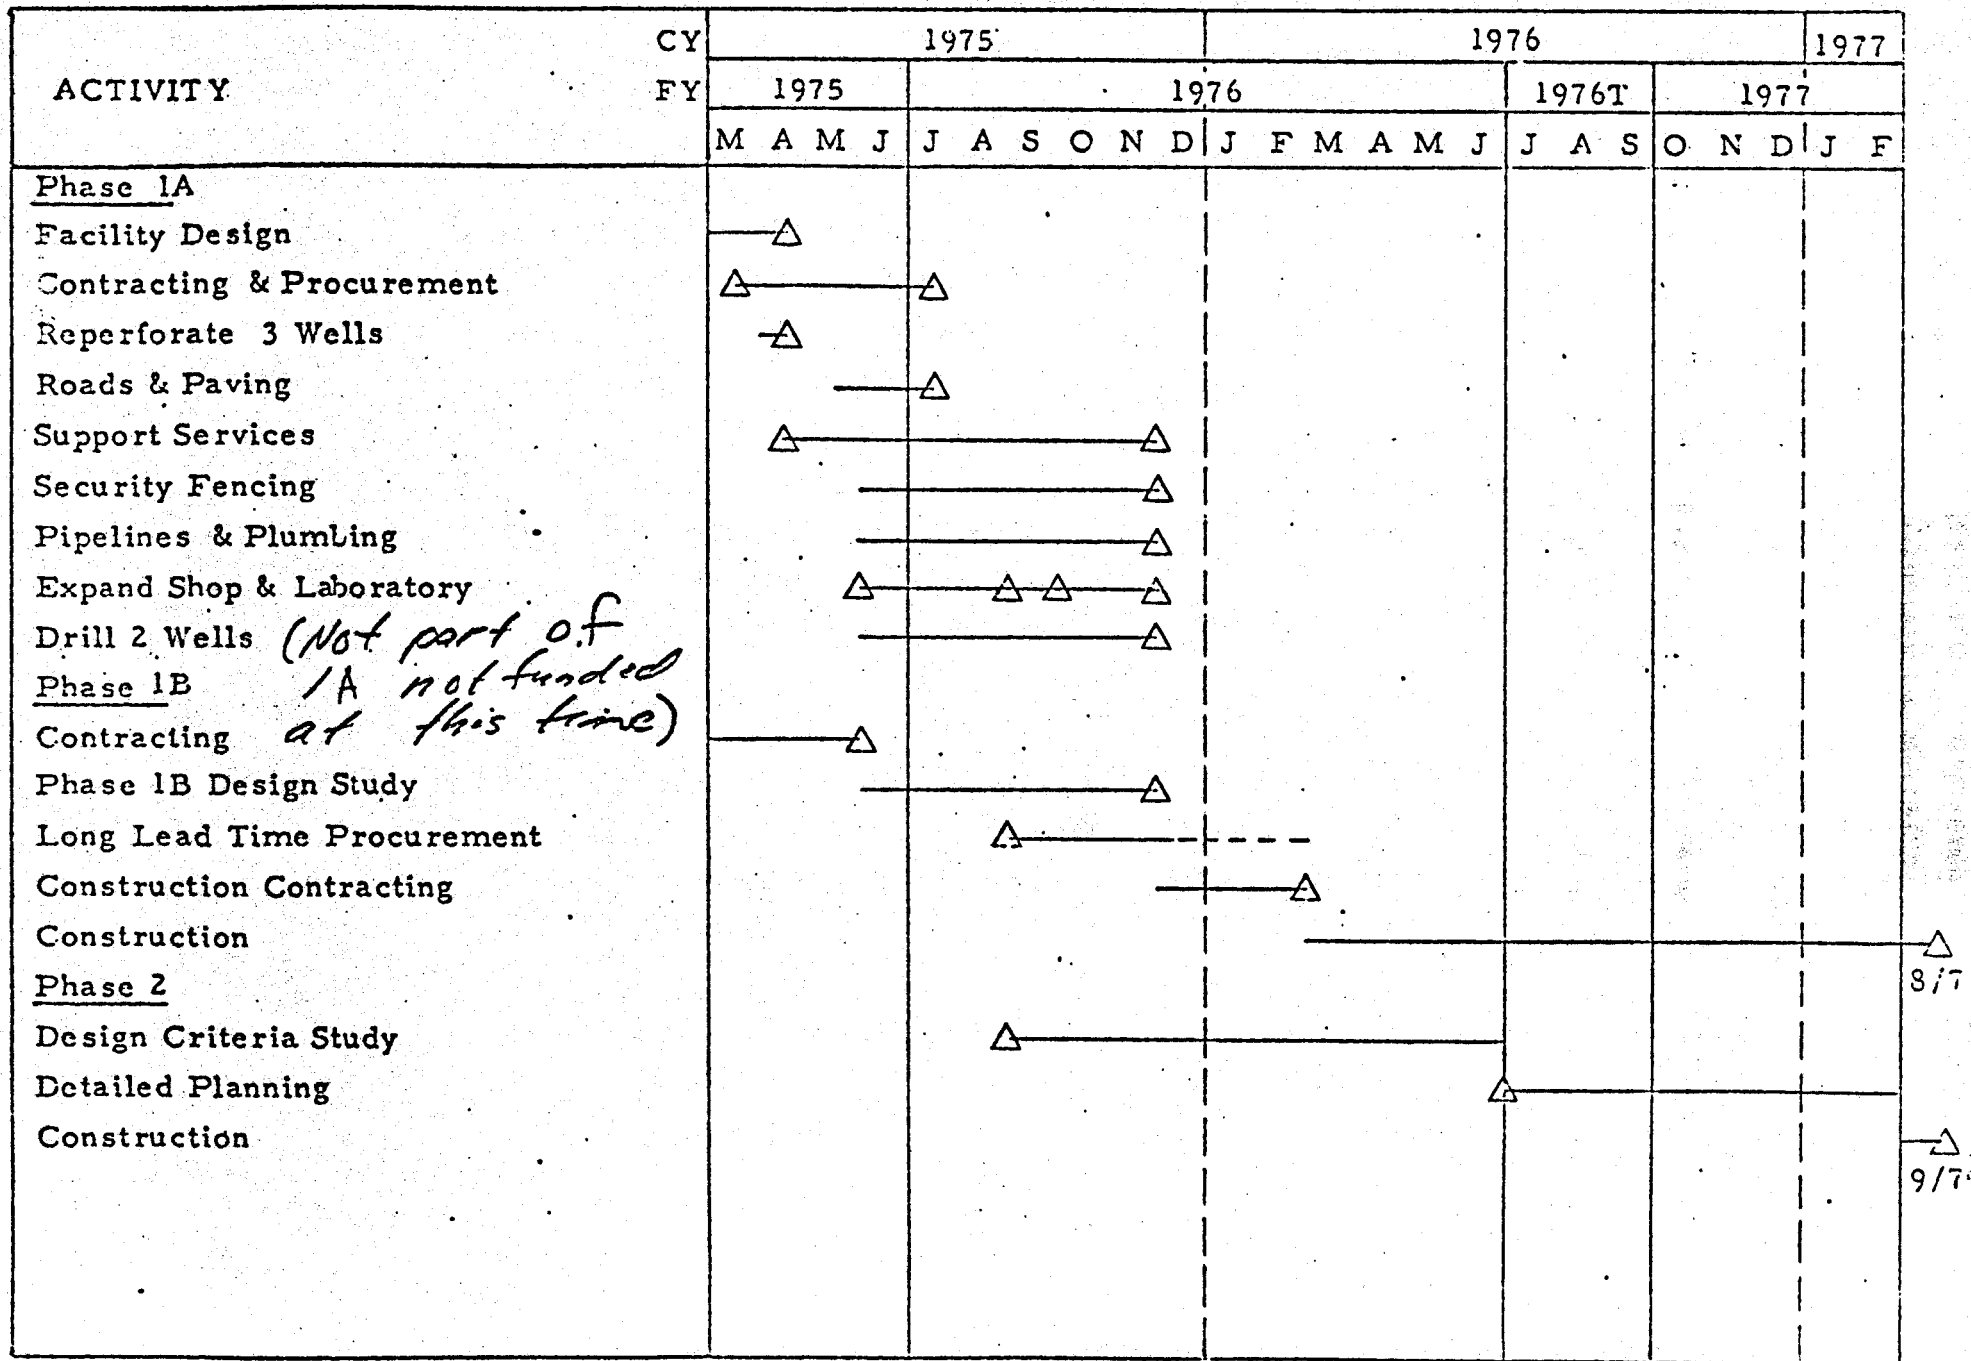 CY 1975 1976 1977
ACTIVITY FY 1975 1976 1976T 1977
M A M J J A S O N D J F M A M J J A S O N D J F
Phase 1A
Facility Design
Contracting & Procurement
Reperforate 3 Wells
Roads & Paving
Support Services
Security Fencing
Pipelines & Plumbing
Expand Shop & Laboratory
Drill 2 Wells (Not part of
1A not funded
at this time)
Phase 1B
Contracting
Phase 1B Design Study
Long Lead Time Procurement
Construction Contracting
Construction
8/7
Phase 2
Design Criteria Study
Detailed Planning
Construction
9/7